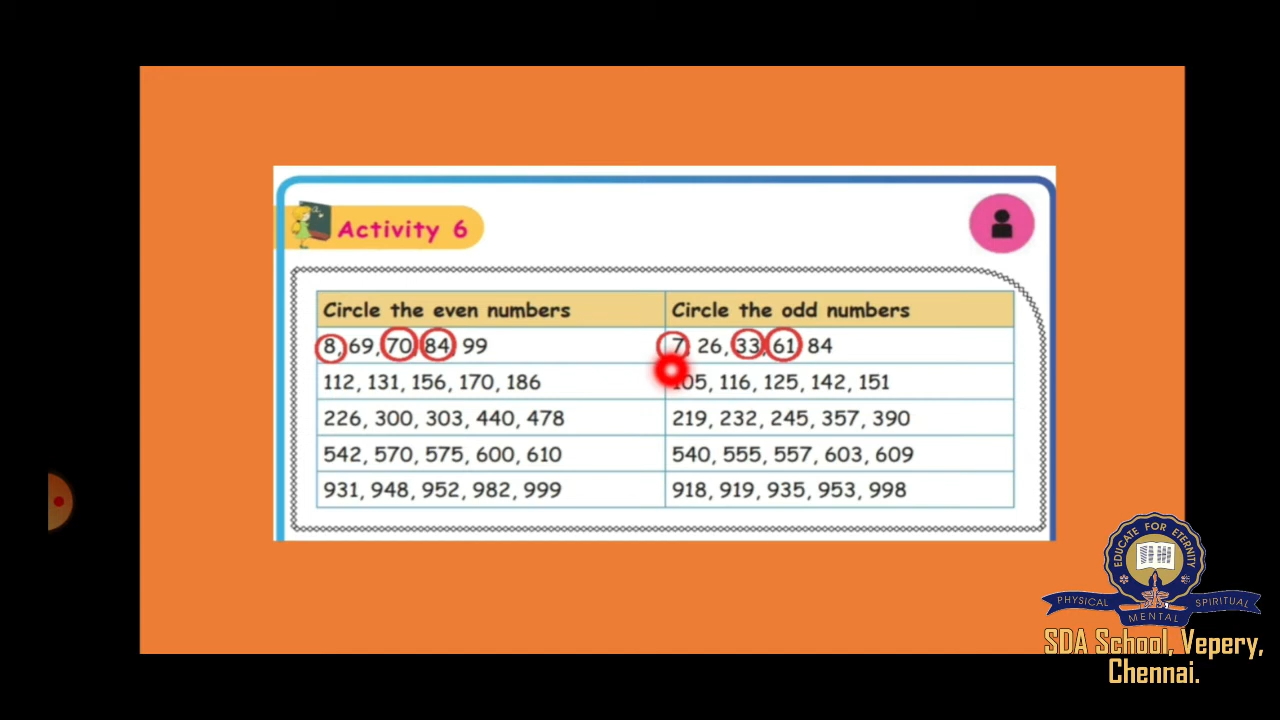 Activity 6
Circle the even numbers
Circle the odd numbers
8, 69, 70, 84, 99
7, 26, 33, 61, 84
112, 131, 156, 170, 186
105, 116, 125, 142, 151
226, 300, 303, 440, 478
219, 232, 245, 357, 390
542, 570, 575, 600, 610
540, 555, 557, 603, 609
931, 948, 952, 982, 999
918, 919, 935, 953, 998
EDUCATE FOR ETERNITY
PHYSICAL
MENTAL
SPIRITUAL
SDA School, Vepery,
Chennai.